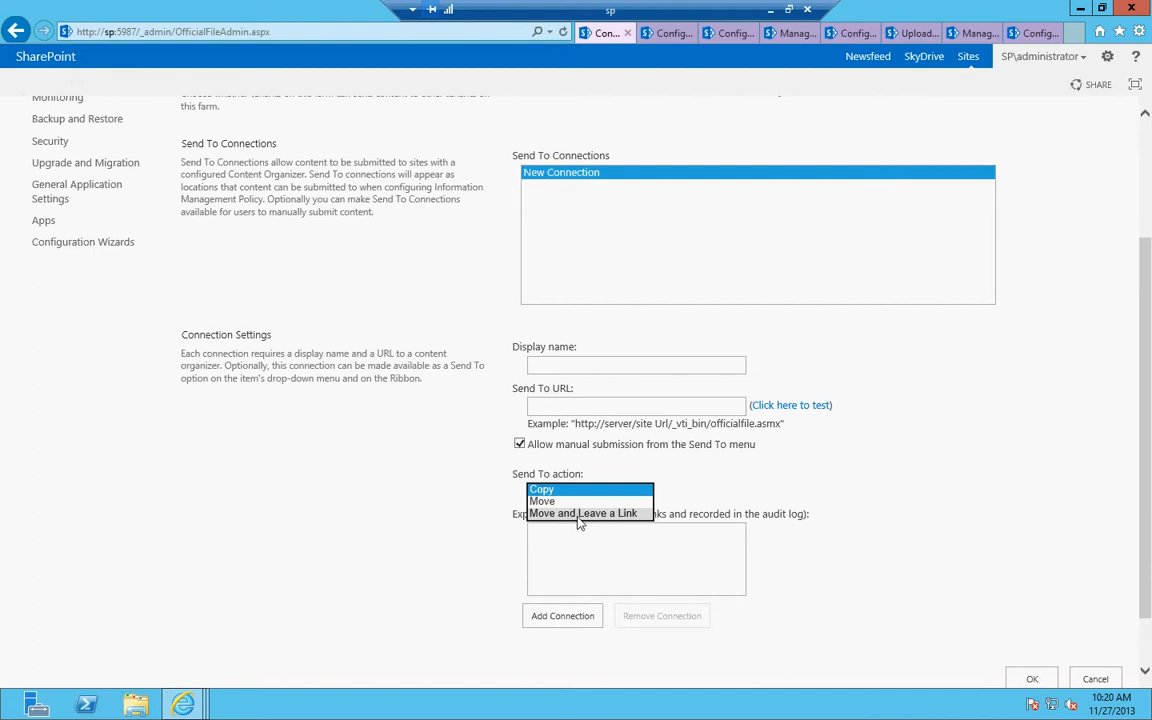 sp
http://sp:5987/_admin/OfficialFileAdmin.aspx
Con...
Config...
Config...
Manag...
Config...
Upload...
Manag...
Config...
SharePoint
Newsfeed
SkyDrive
Sites
SP\administrator
?
SHARE
Monitoring
Backup and Restore
Security
Upgrade and Migration
General Application
Settings
Apps
Configuration Wizards
this farm.
Send To Connections
Send To Connections allow content to be submitted to sites with a
configured Content Organizer. Send To connections will appear as
locations that content can be submitted to when configuring Information
Management Policy. Optionally you can make Send To Connections
available for users to manually submit content.
Send To Connections
New Connection
Connection Settings
Each connection requires a display name and a URL to a content
organizer. Optionally, this connection can be made available as a Send To
option on the item's drop-down menu and on the Ribbon.
Display name:
Send To URL:
(Click here to test)
Example: "http://server/site Url/_vti_bin/officialfile.asmx"
Allow manual submission from the Send To menu
Send To action:
Copy
Move
Move and Leave a Link
Exp
ks and recorded in the audit log):
Add Connection
Remove Connection
OK
Cancel
10:20 AM
11/27/2013